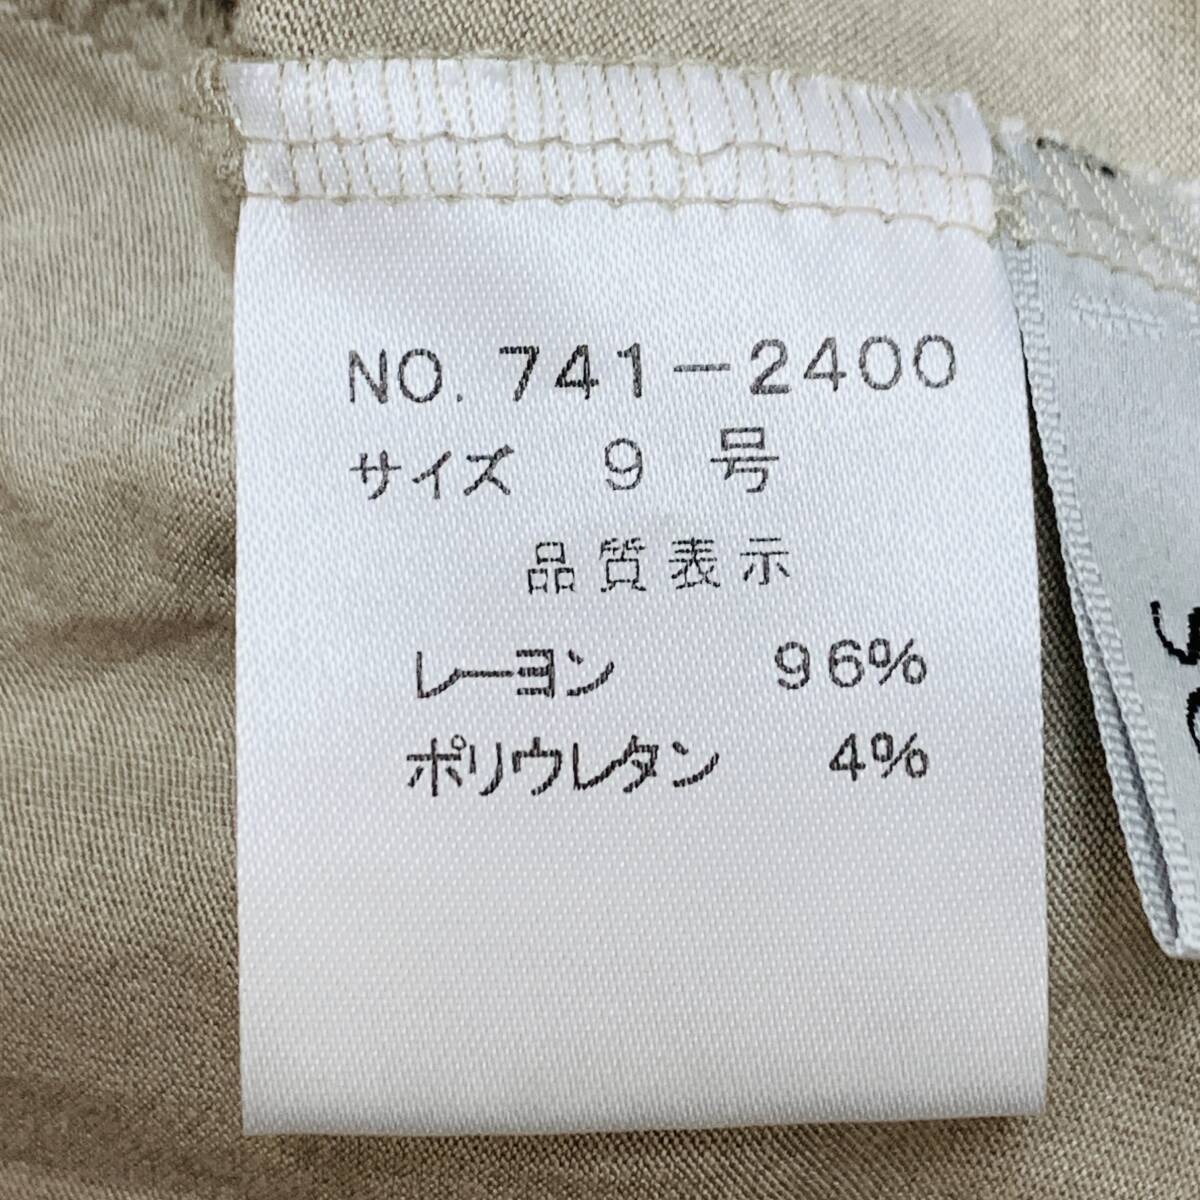 NO. 741-2400
サイズ 9 号
品質表示
レーヨン 96%
ポリウレタン 4%